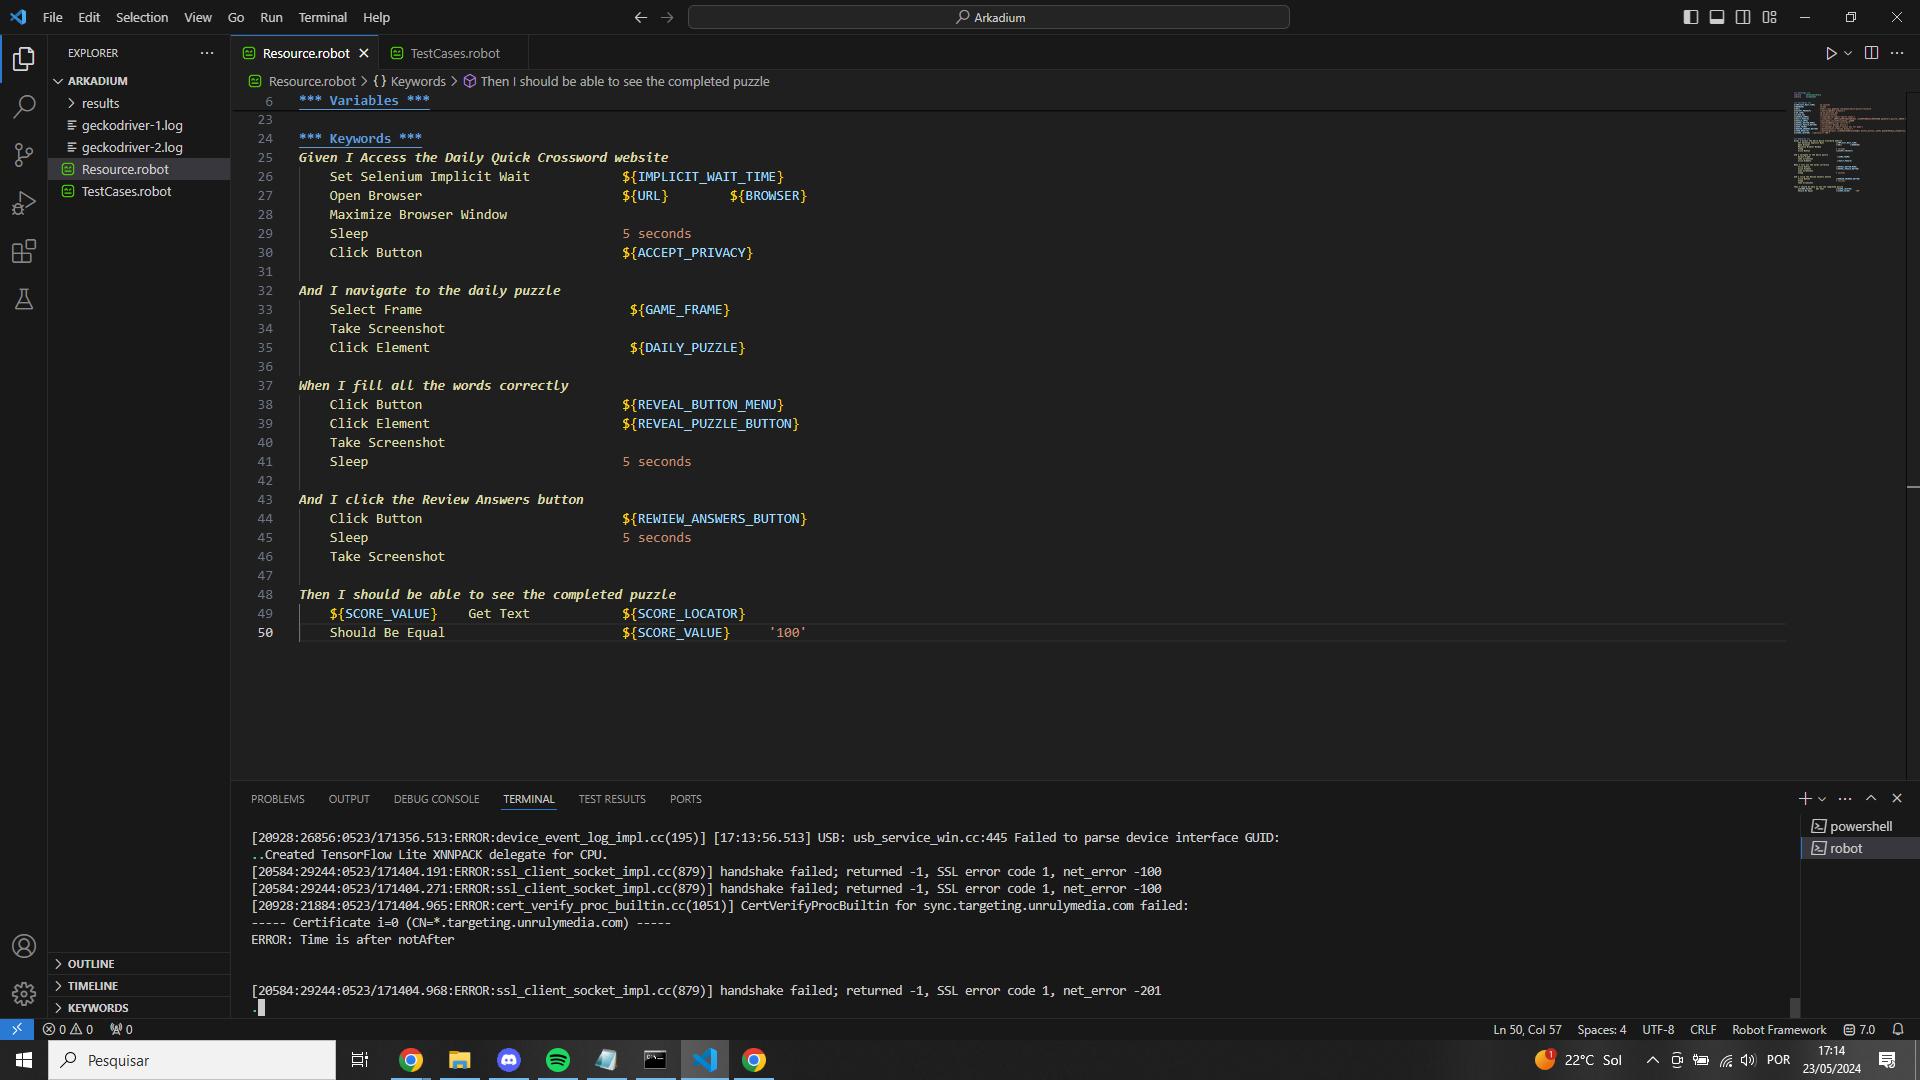 File Edit Selection View Go Run Terminal Help
Arkadium
EXPLORER
ARKADIUM
results
geckodriver-1.log
geckodriver-2.log
Resource.robot
TestCases.robot
OUTLINE
TIMELINE
KEYWORDS
Resource.robot
TestCases.robot
Resource.robot > {} Keywords > Then I should be able to see the completed puzzle
6 *** Variables ***
23
24 *** Keywords ***
25 Given I Access the Daily Quick Crossword website
26 Set Selenium Implicit Wait ${IMPLICIT_WAIT_TIME}
27 Open Browser ${URL} ${BROWSER}
28 Maximize Browser Window
29 Sleep 5 seconds
30 Click Button ${ACCEPT_PRIVACY}
31
32 And I navigate to the daily puzzle
33 Select Frame ${GAME_FRAME}
34 Take Screenshot
35 Click Element ${DAILY_PUZZLE}
36
37 When I fill all the words correctly
38 Click Button ${REVEAL_BUTTON_MENU}
39 Click Element ${REVEAL_PUZZLE_BUTTON}
40 Take Screenshot
41 Sleep 5 seconds
42
43 And I click the Review Answers button
44 Click Button ${REWIEW_ANSWERS_BUTTON}
45 Sleep 5 seconds
46 Take Screenshot
47
48 Then I should be able to see the completed puzzle
49 ${SCORE_VALUE} Get Text ${SCORE_LOCATOR}
50 Should Be Equal ${SCORE_VALUE} '100'
PROBLEMS OUTPUT DEBUG CONSOLE TERMINAL TEST RESULTS PORTS
[20928:26856:0523/171356.513:ERROR:device_event_log_impl.cc(195)] [17:13:56.513] USB: usb_service_win.cc:445 Failed to parse device interface GUID:
..Created TensorFlow Lite XNNPACK delegate for CPU.
[20584:29244:0523/171404.191:ERROR:ssl_client_socket_impl.cc(879)] handshake failed; returned -1, SSL error code 1, net_error -100
[20584:29244:0523/171404.271:ERROR:ssl_client_socket_impl.cc(879)] handshake failed; returned -1, SSL error code 1, net_error -100
[20928:21884:0523/171404.965:ERROR:cert_verify_proc_builtin.cc(1051)] CertVerifyProcBuiltin for sync.targeting.unrulymedia.com failed:
----- Certificate i=0 (CN=*.targeting.unrulymedia.com) -----
ERROR: Time is after notAfter
[20584:29244:0523/171404.968:ERROR:ssl_client_socket_impl.cc(879)] handshake failed; returned -1, SSL error code 1, net_error -201
.
powershell
robot
0 0 0
Ln 50, Col 57 Spaces: 4 UTF-8 CRLF Robot Framework 7.0
Pesquisar
1
22°C Sol
POR
17:14
23/05/2024